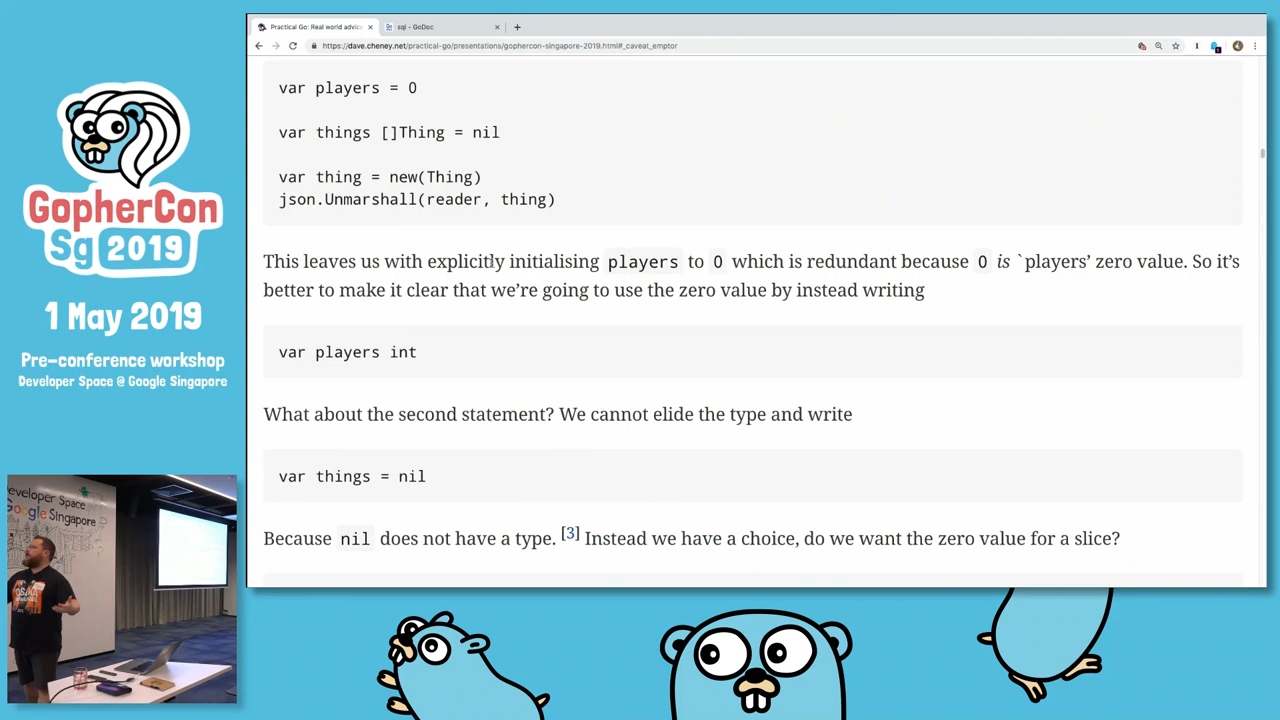 Practical Go: Real world advic
sql - GoDoc
https://dave.cheney.net/practical-go/presentations/gophercon-singapore-2019.html#_caveat_emptor
var players = 0
var things []Thing = nil
var thing = new(Thing)
json.Unmarshall(reader, thing)
This leaves us with explicitly initialising players to 0 which is redundant because 0 is `players’ zero value. So it’s
better to make it clear that we’re going to use the zero value by instead writing
var players int
What about the second statement? We cannot elide the type and write
var things = nil
Because nil does not have a type. [3] Instead we have a choice, do we want the zero value for a slice?
GopherCon
Sg 2019
1 May 2019
Pre-conference workshop
Developer Space @ Google Singapore
Developer Space
Google Singapore